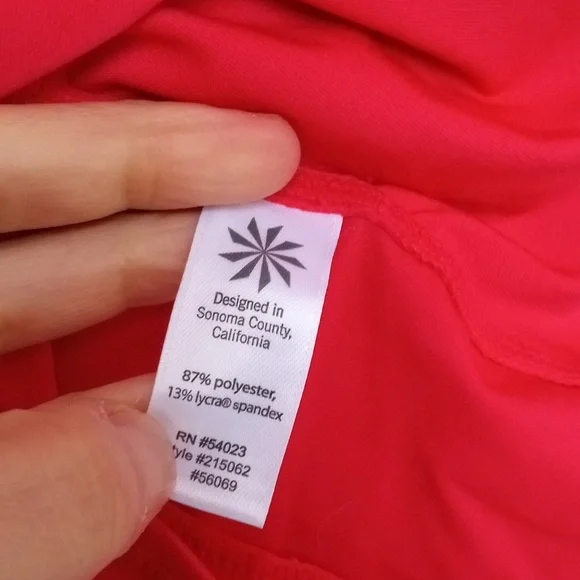 Designed in
Sonoma County,
California
87% polyester,
13% lycra® spandex
RN #54023
tyle #215062
#56069